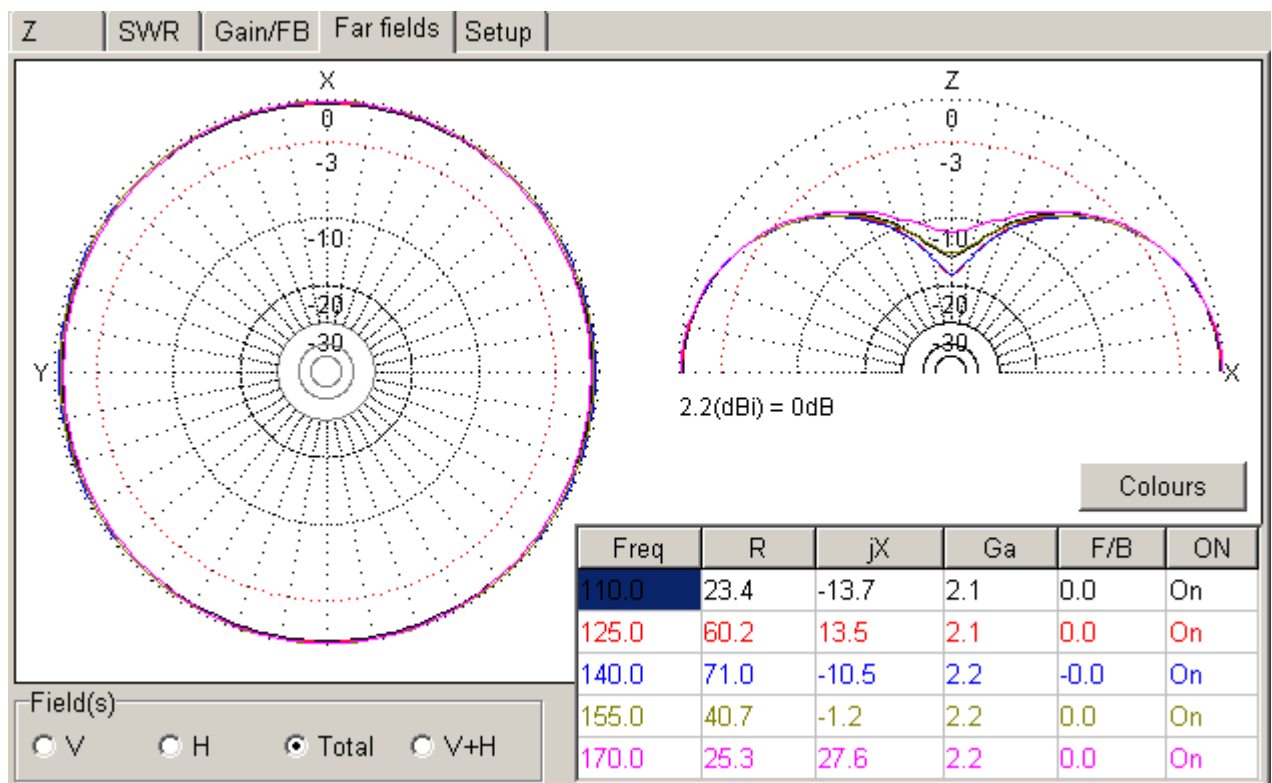 Z SWR Gain/FB Far fields Setup
X
0
-3
-10
-20
-30
Y
Z
0
-3
-10
-20
-30
X
2.2(dBi) = 0dB
Colours
Freq R jX Ga F/B ON
110.0 23.4 -13.7 2.1 0.0 On
125.0 60.2 13.5 2.1 0.0 On
140.0 71.0 -10.5 2.2 -0.0 On
155.0 40.7 -1.2 2.2 0.0 On
170.0 25.3 27.6 2.2 0.0 On
Field(s)
V H Total V+H